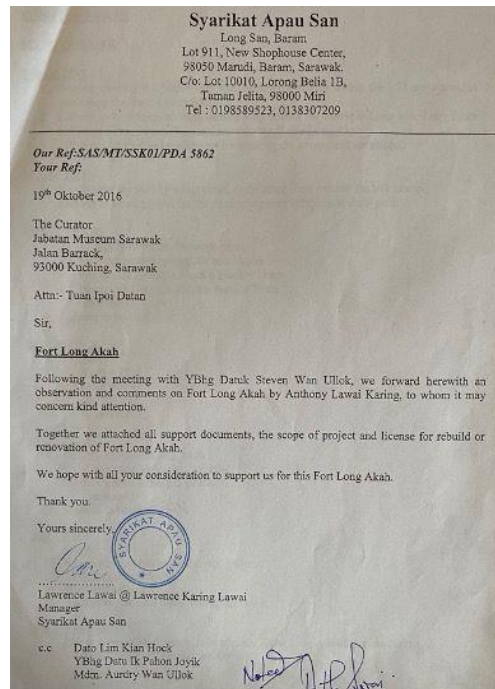 Syarikat Apau San
Long San, Baram
Lot 911, New Shophouse Center,
98050 Marudi, Baram, Sarawak.
C/o: Lot 10010, Lorong Belia 1B,
Taman Jelita, 98000 Miri
Tel : 0198589523, 0138307209
Our Ref:SAS/MT/SSK01/PDA 5862
Your Ref:
19th Oktober 2016
The Curator
Jabatan Museum Sarawak
Jalan Barrack,
93000 Kuching, Sarawak
Attn:- Tuan Ipoi Datan
Sir,
Fort Long Akah
Following the meeting with YBhg Datuk Steven Wan Ullok, we forward herewith an
observation and comments on Fort Long Akah by Anthony Lawai Karing, to whom it may
concern kind attention.
Together we attached all support documents, the scope of project and license for rebuild or
renovation of Fort Long Akah.
We hope with all your consideration to support us for this Fort Long Akah.
Thank you.
Yours sincerely,
SYARIKAT APAU SAN
Lawrence Lawai @ Lawrence Karing Lawai
Manager
Syarikat Apau San
c.c Dato Lim Kian Hock
YBhg Datu Ik Pahon Joyik
Mdm. Aurdry Wan Ullok
Noted